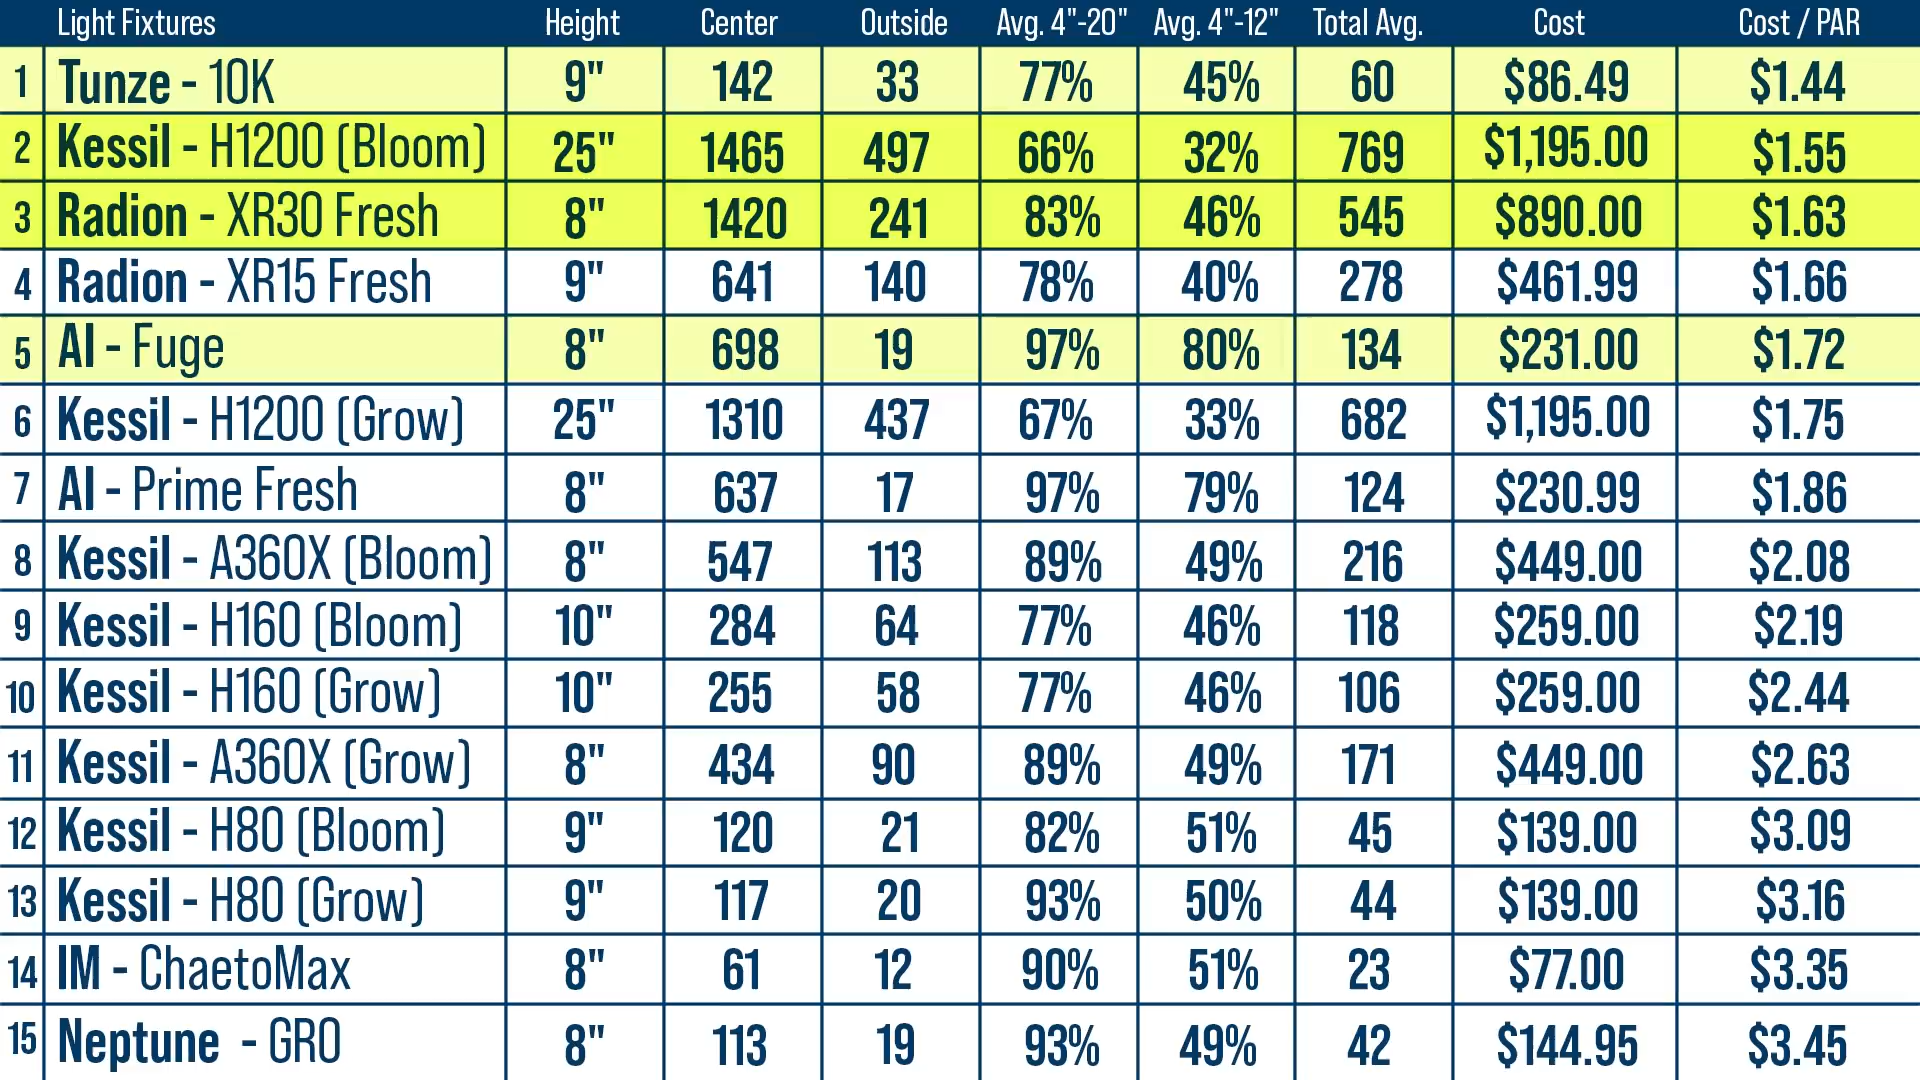 Light Fixtures Height Center Outside Avg. 4"-20" Avg. 4"-12" Total Avg. Cost Cost / PAR
1 Tunze - 10K 9" 142 33 77% 45% 60 $86.49 $1.44
2 Kessil - H1200 (Bloom) 25" 1465 497 66% 32% 769 $1,195.00 $1.55
3 Radion - XR30 Fresh 8" 1420 241 83% 46% 545 $890.00 $1.63
4 Radion - XR15 Fresh 9" 641 140 78% 40% 278 $461.99 $1.66
5 AI - Fuge 8" 698 19 97% 80% 134 $231.00 $1.72
6 Kessil - H1200 (Grow) 25" 1310 437 67% 33% 682 $1,195.00 $1.75
7 AI - Prime Fresh 8" 637 17 97% 79% 124 $230.99 $1.86
8 Kessil - A360X (Bloom) 8" 547 113 89% 49% 216 $449.00 $2.08
9 Kessil - H160 (Bloom) 10" 284 64 77% 46% 118 $259.00 $2.19
10 Kessil - H160 (Grow) 10" 255 58 77% 46% 106 $259.00 $2.44
11 Kessil - A360X (Grow) 8" 434 90 89% 49% 171 $449.00 $2.63
12 Kessil - H80 (Bloom) 9" 120 21 82% 51% 45 $139.00 $3.09
13 Kessil - H80 (Grow) 9" 117 20 93% 50% 44 $139.00 $3.16
14 IM - ChaetoMax 8" 61 12 90% 51% 23 $77.00 $3.35
15 Neptune - GRO 8" 113 19 93% 49% 42 $144.95 $3.45